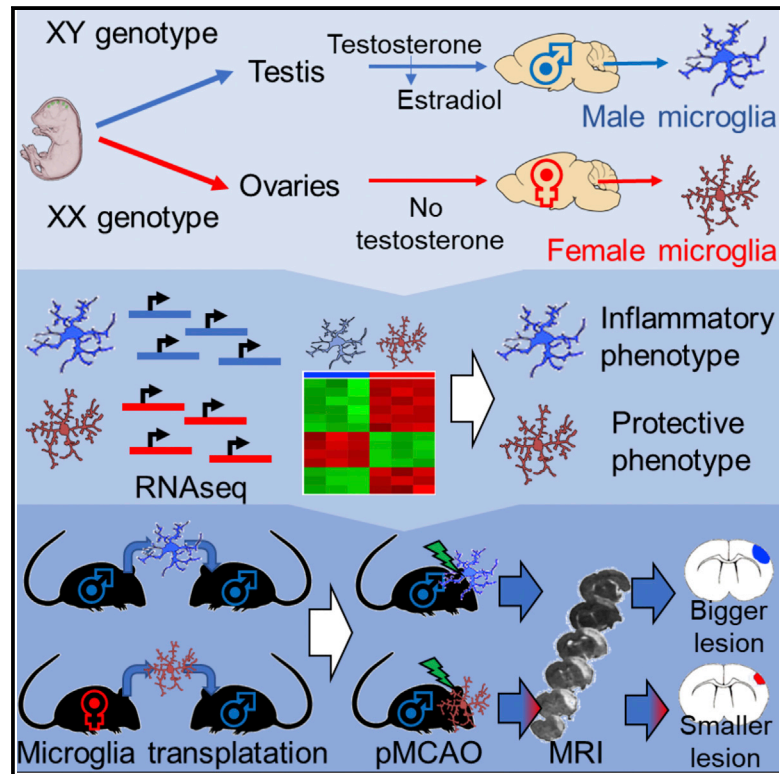 XY genotype
Testis
Testosterone
Estradiol
Male microglia
XX genotype
Ovaries
No
testosterone
Female microglia
RNAseq
Inflammatory
phenotype
Protective
phenotype
Microglia transplatation
pMCAO
MRI
Bigger
lesion
Smaller
lesion